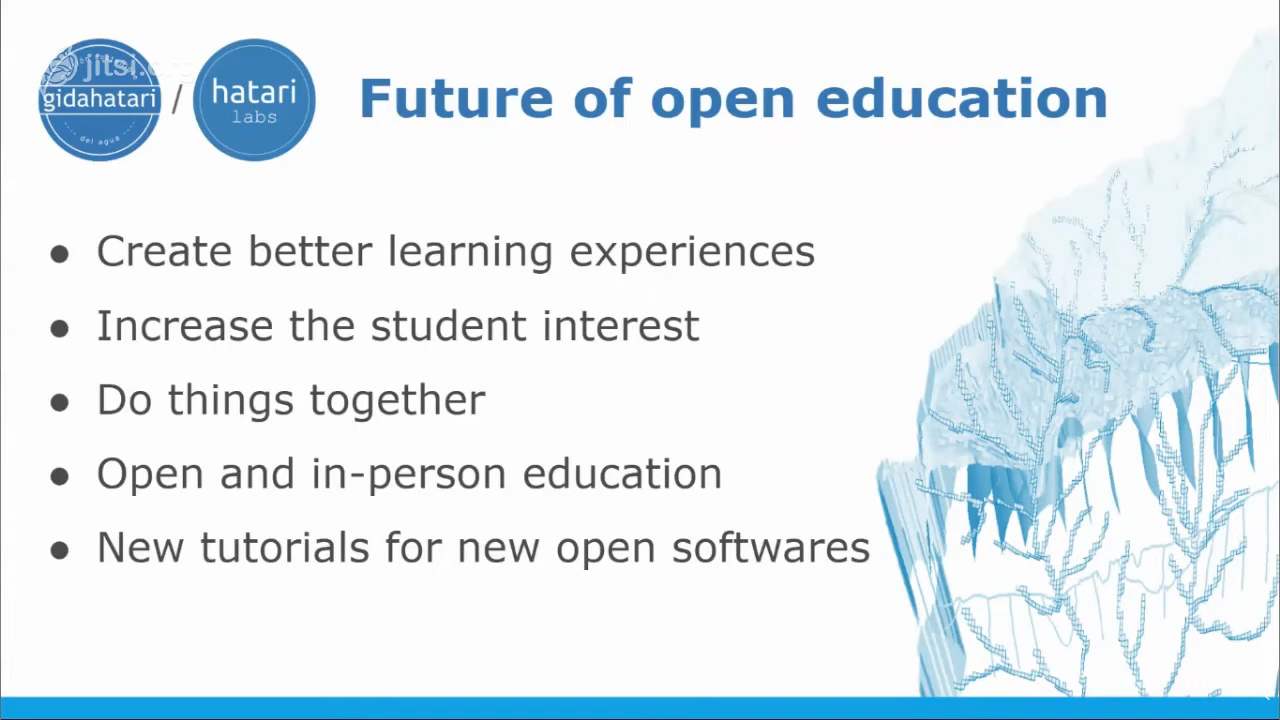 jitsi.org
gidahatari
del agua
/
hatari
labs
Future of open education
● Create better learning experiences
● Increase the student interest
● Do things together
● Open and in-person education
● New tutorials for new open softwares